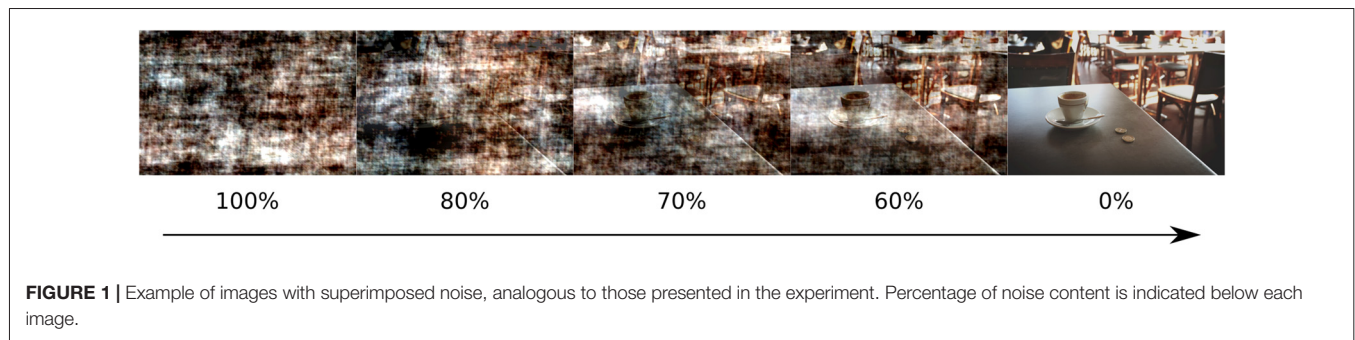 100% 80% 70% 60% 0%
FIGURE 1 | Example of images with superimposed noise, analogous to those presented in the experiment. Percentage of noise content is indicated below each
image.